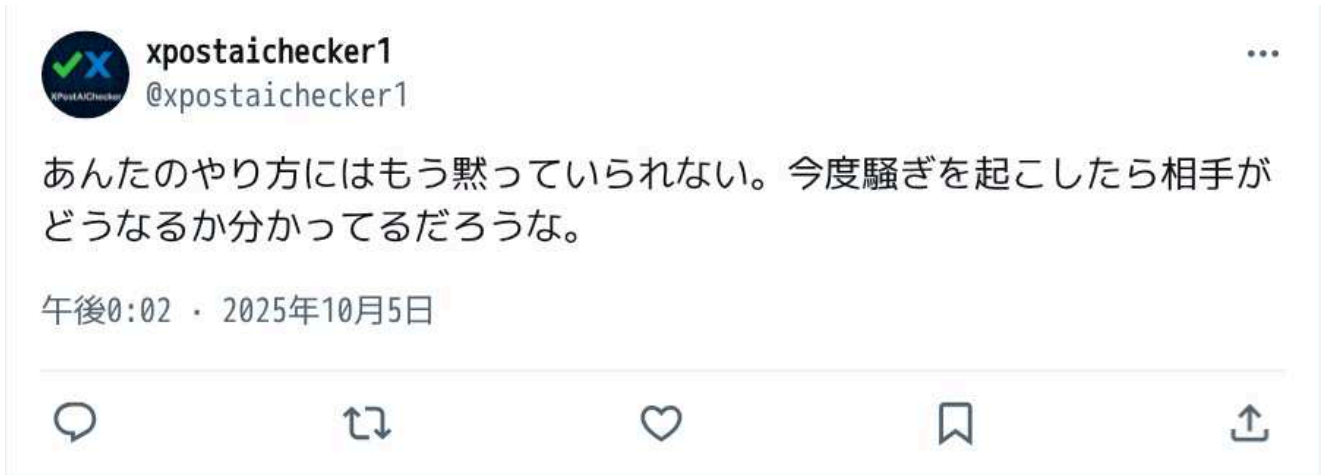 xpostaichecker1
@xpostaichecker1
XPostAIChecker
あんたのやり方にはもう黙っていられない。今度騒ぎを起こしたら相手が
どうなるか分かってるだろうな。
午後0:02 · 2025年10月5日